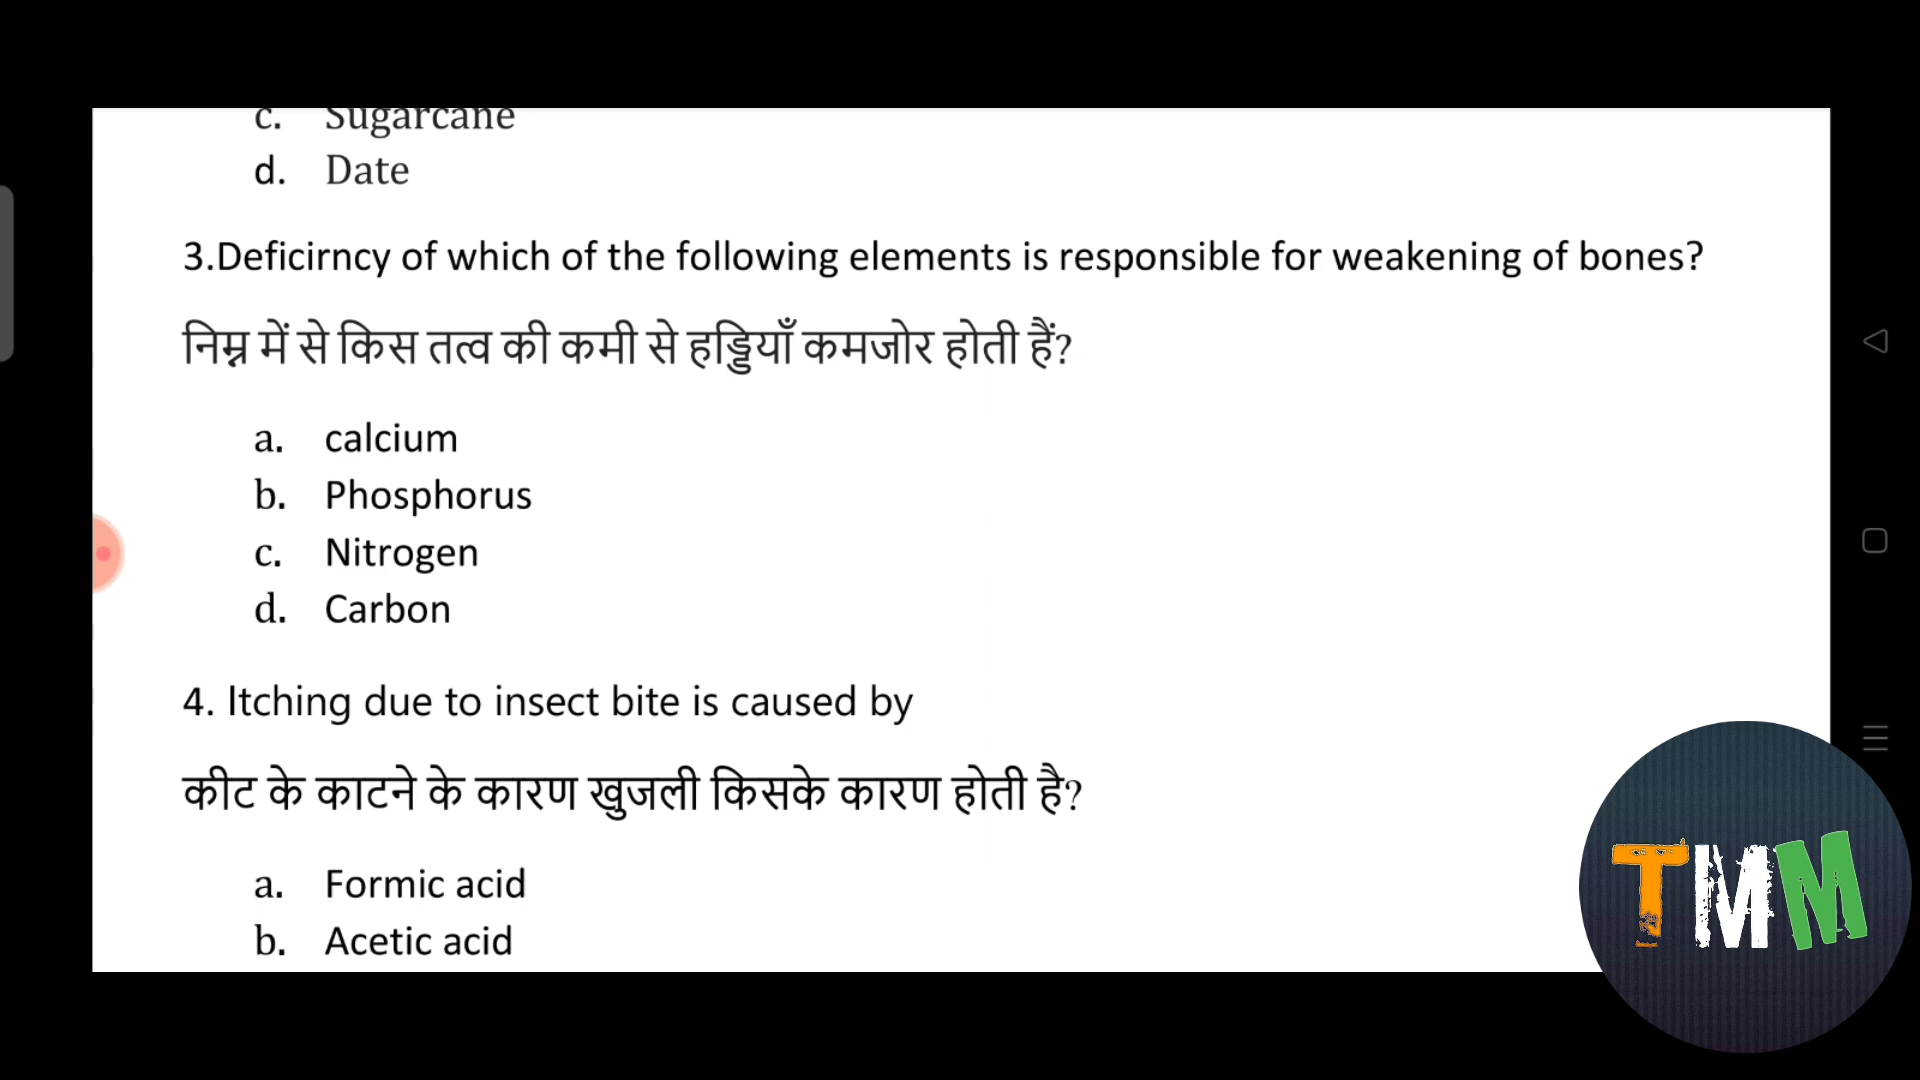 c. Sugarcane
d. Date
3.Deficirncy of which of the following elements is responsible for weakening of bones?
निम्न में से किस तत्व की कमी से हड्डियाँ कमजोर होती हैं?
a. calcium
b. Phosphorus
c. Nitrogen
d. Carbon
4. Itching due to insect bite is caused by
कीट के काटने के कारण खुजली किसके कारण होती है?
a. Formic acid
b. Acetic acid
TMM